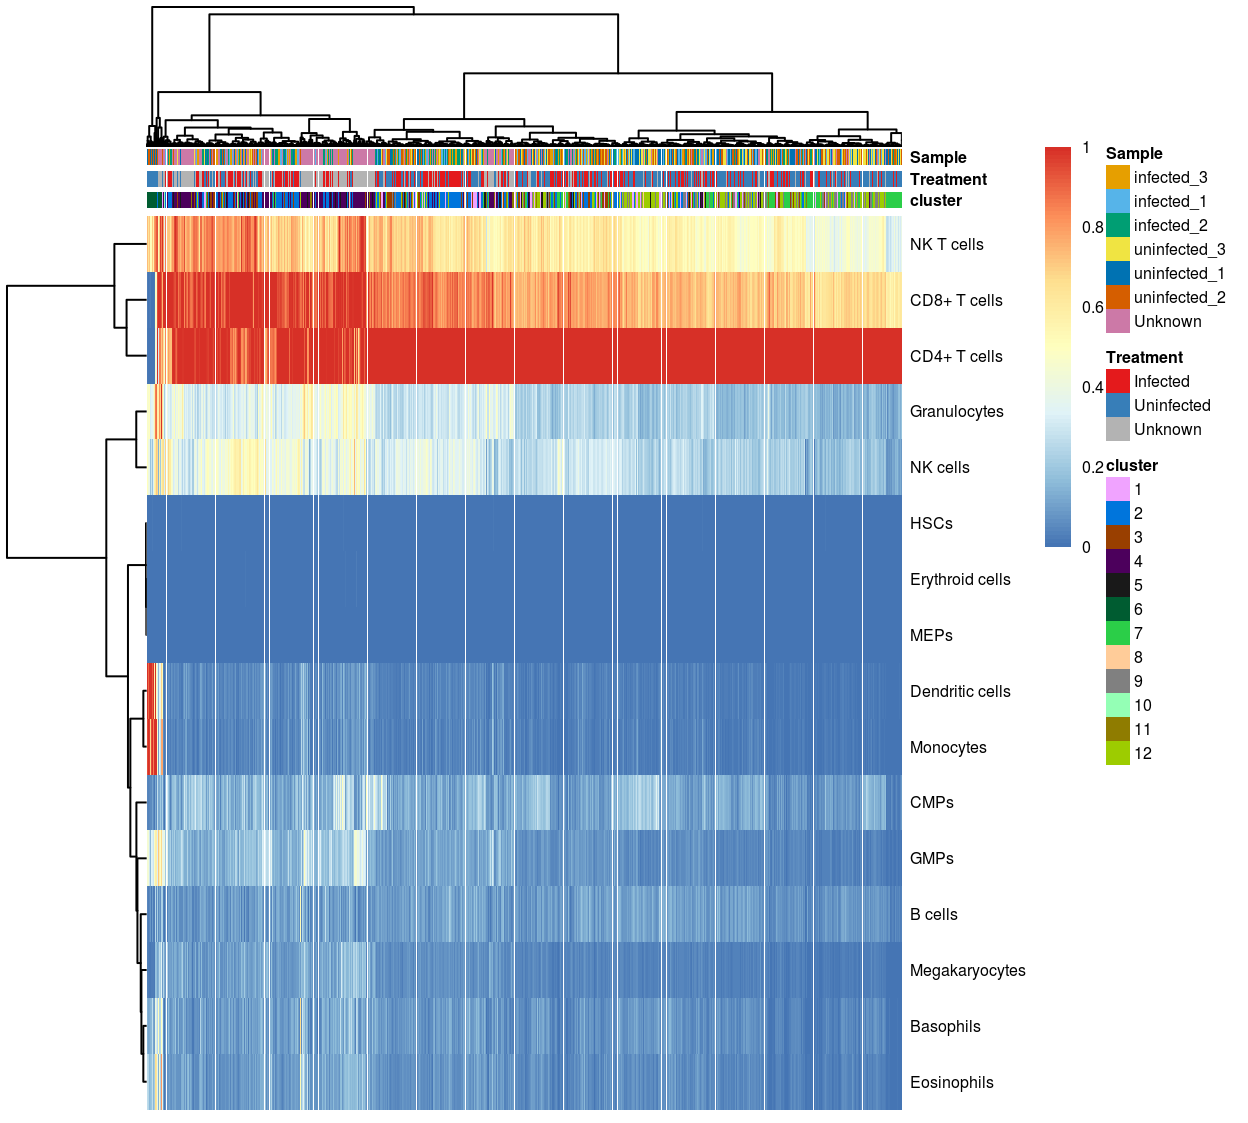 Sample
Treatment
cluster
NK T cells
CD8+ T cells
CD4+ T cells
Granulocytes
NK cells
HSCs
Erythroid cells
MEPs
Dendritic cells
Monocytes
CMPs
GMPs
B cells
Megakaryocytes
Basophils
Eosinophils
1
0.8
0.6
0.4
0.2
0
Sample
infected_3
infected_1
infected_2
uninfected_3
uninfected_1
uninfected_2
Unknown
Treatment
Infected
Uninfected
Unknown
cluster
1
2
3
4
5
6
7
8
9
10
11
12